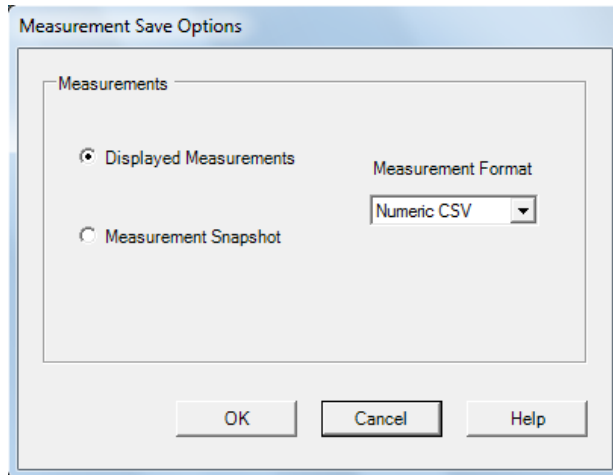 Measurement Save Options
Measurements
Displayed Measurements
Measurement Format
Numeric CSV
Measurement Snapshot
OK
Cancel
Help